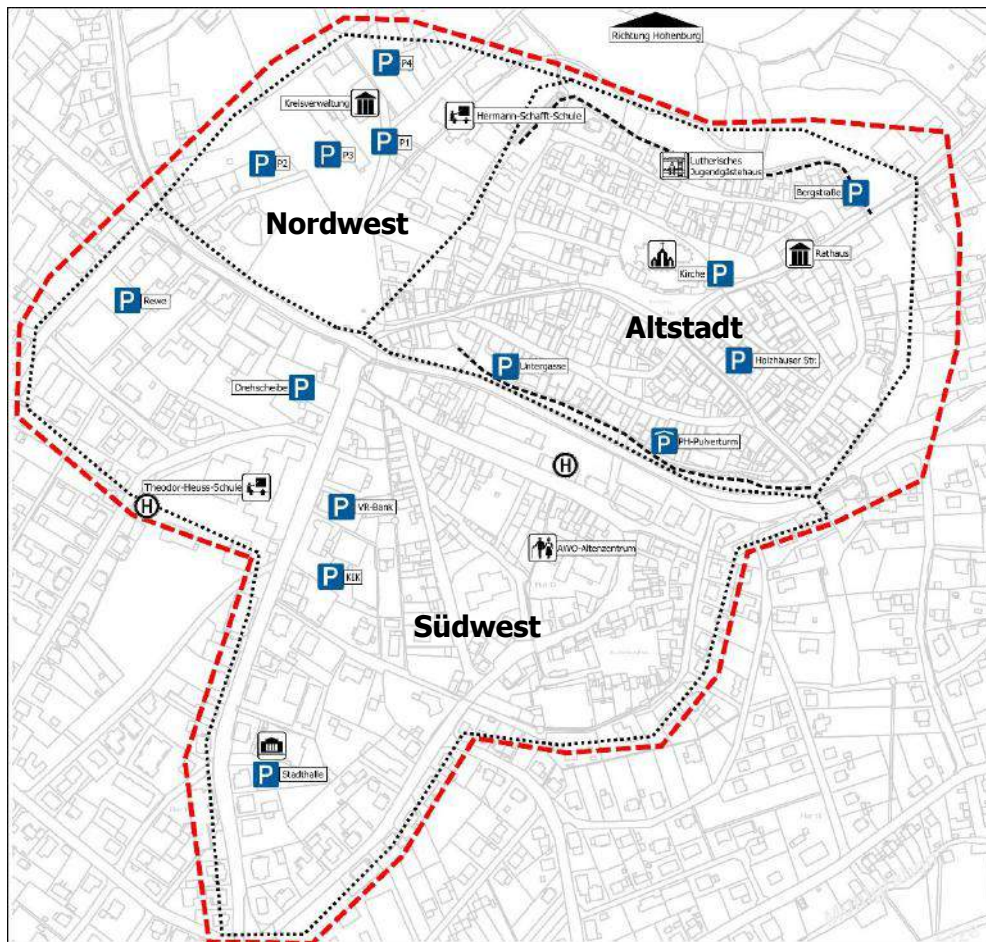 Richtung Hohenburg
P
P4
Kreisverwaltung
Hermann-Schafft-Schule
P
P1
P
P3
P
P2
Lutherisches
Jugendgästehaus
Bergstraße
P
Nordwest
Rathaus
Kirche
P
P
Rewe
Altstadt
P
Untergasse
P
Holzhäuser Str.
Drehscheibe
P
P
PH-Pulverturm
H
Theodor-Heuss-Schule
H
P
VR-Bank
AWO-Altenzentrum
P
KIK
Südwest
P
Stadthalle